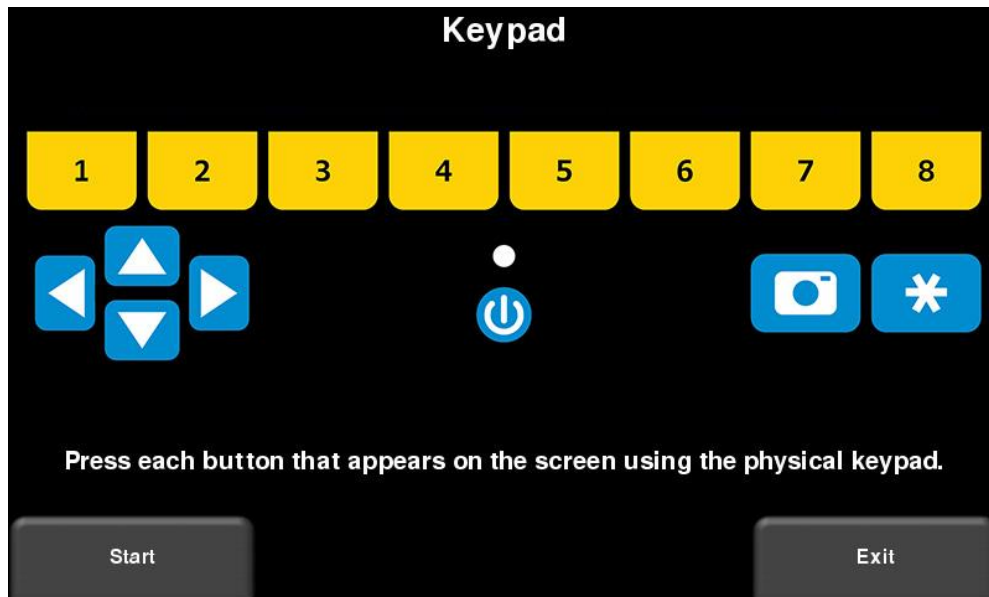 Keypad
1 2 3 4 5 6 7 8
Press each button that appears on the screen using the physical keypad.
Start
Exit